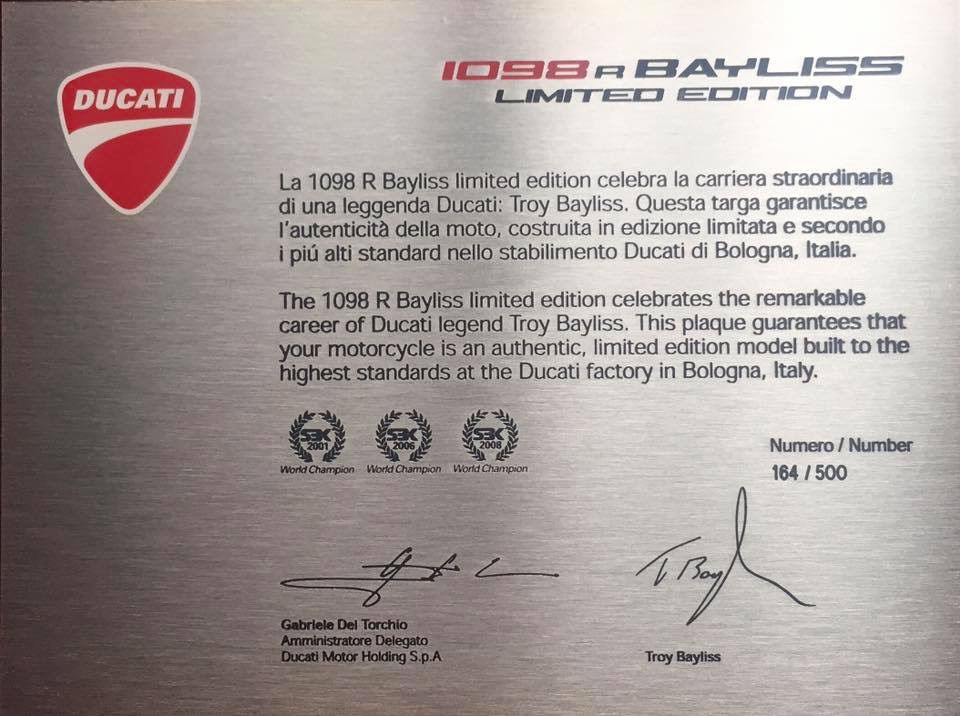 DUCATI
1098 R BAYLISS
LIMITED EDITION
La 1098 R Bayliss limited edition celebra la carriera straordinaria
di una leggenda Ducati: Troy Bayliss. Questa targa garantisce
l'autenticità della moto, costruita in edizione limitata e secondo
i piú alti standard nello stabilimento Ducati di Bologna, Italia.
The 1098 R Bayliss limited edition celebrates the remarkable
career of Ducati legend Troy Bayliss. This plaque guarantees that
your motorcycle is an authentic, limited edition model built to the
highest standards at the Ducati factory in Bologna, Italy.
SBK SBK SBK
2001 2006 2008
World Champion World Champion World Champion
Numero / Number
164 / 500
Gabriele Del Torchio
Amministratore Delegato
Ducati Motor Holding S.p.A
Troy Bayliss